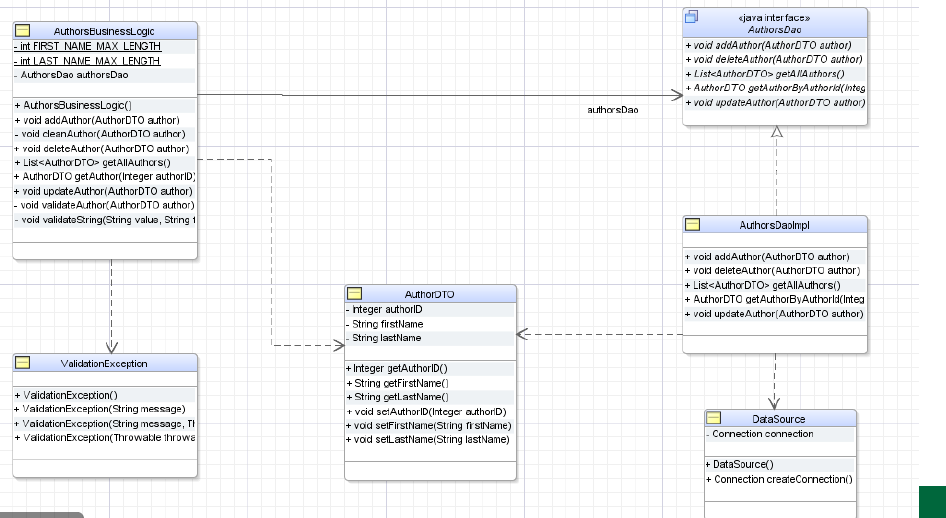 AuthorsBusinessLogic
- int FIRST_NAME_MAX_LENGTH
- int LAST_NAME_MAX_LENGTH
- AuthorsDao authorsDao
+ AuthorsBusinessLogic()
+ void addAuthor(AuthorDTO author)
- void cleanAuthor(AuthorDTO author)
+ void deleteAuthor(AuthorDTO author)
+ List<AuthorDTO> getAllAuthors()
+ AuthorDTO getAuthor(Integer authorID)
+ void updateAuthor(AuthorDTO author)
- void validateAuthor(AuthorDTO author)
- void validateString(String value, String f
«java interface»
AuthorsDao
+ void addAuthor(AuthorDTO author)
+ void deleteAuthor(AuthorDTO author)
+ List<AuthorDTO> getAllAuthors()
+ AuthorDTO getAuthorByAuthorId(Integ
+ void updateAuthor(AuthorDTO author)
authorsDao
AuthorsDaoImpl
+ void addAuthor(AuthorDTO author)
+ void deleteAuthor(AuthorDTO author)
+ List<AuthorDTO> getAllAuthors()
+ AuthorDTO getAuthorByAuthorId(Integ
+ void updateAuthor(AuthorDTO author)
AuthorDTO
- Integer authorID
- String firstName
- String lastName
+ Integer getAuthorID()
+ String getFirstName()
+ String getLastName()
+ void setAuthorID(Integer authorID)
+ void setFirstName(String firstName)
+ void setLastName(String lastName)
ValidationException
+ ValidationException()
+ ValidationException(String message)
+ ValidationException(String message, Tl
+ ValidationException(Throwable throwa
DataSource
- Connection connection
+ DataSource()
+ Connection createConnection()